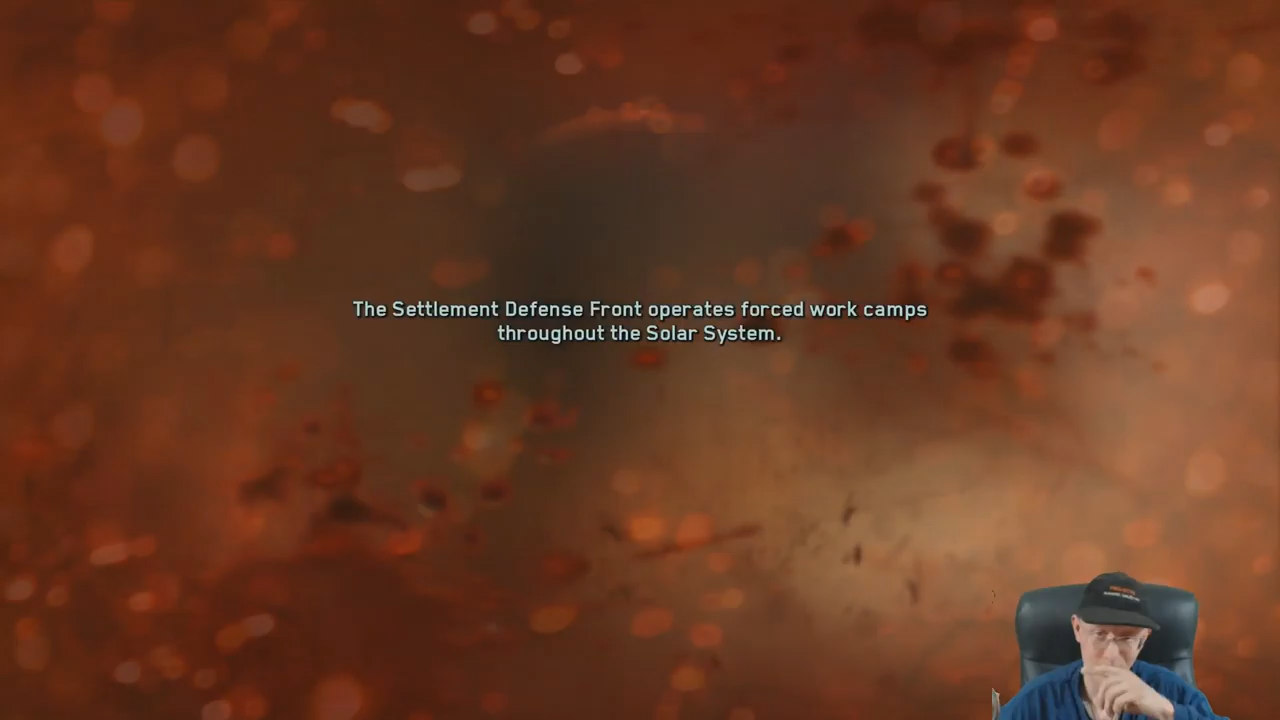 The Settlement Defense Front operates forced work camps
throughout the Solar System.